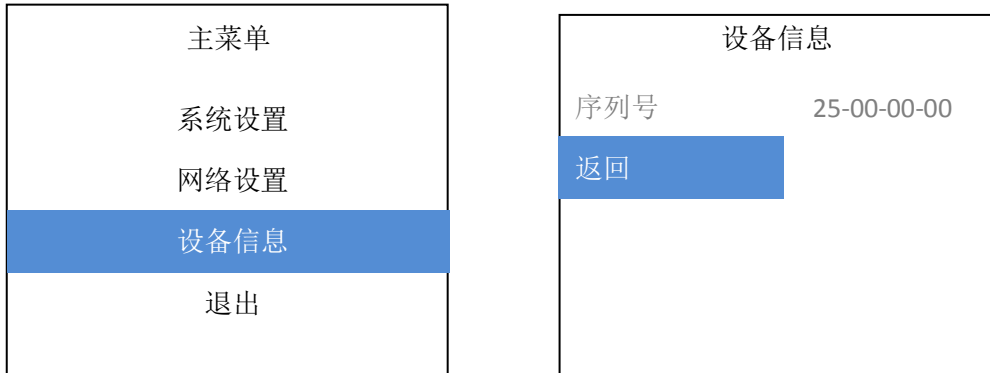 主菜单
系统设置
网络设置
设备信息
退出
设备信息
序列号 25-00-00-00
返回